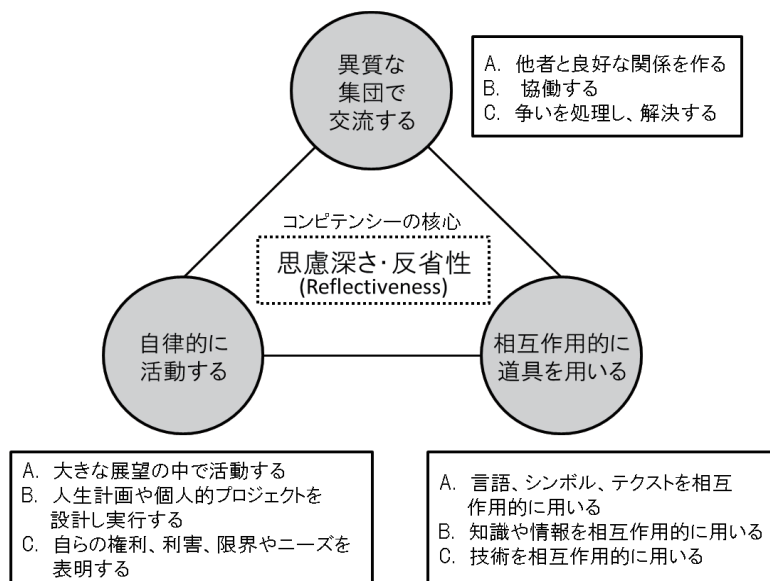 異質な
集団で
交流する
A. 他者と良好な関係を作る
B. 協働する
C. 争いを処理し、解決する
コンピテンシーの核心
思慮深さ・反省性
(Reflectiveness)
自律的に
活動する
相互作用的に
道具を用いる
A. 大きな展望の中で活動する
B. 人生計画や個人的プロジェクトを
設計し実行する
C. 自らの権利、利害、限界やニーズを
表明する
A. 言語、シンボル、テクストを相互
作用的に用いる
B. 知識や情報を相互作用的に用いる
C. 技術を相互作用的に用いる